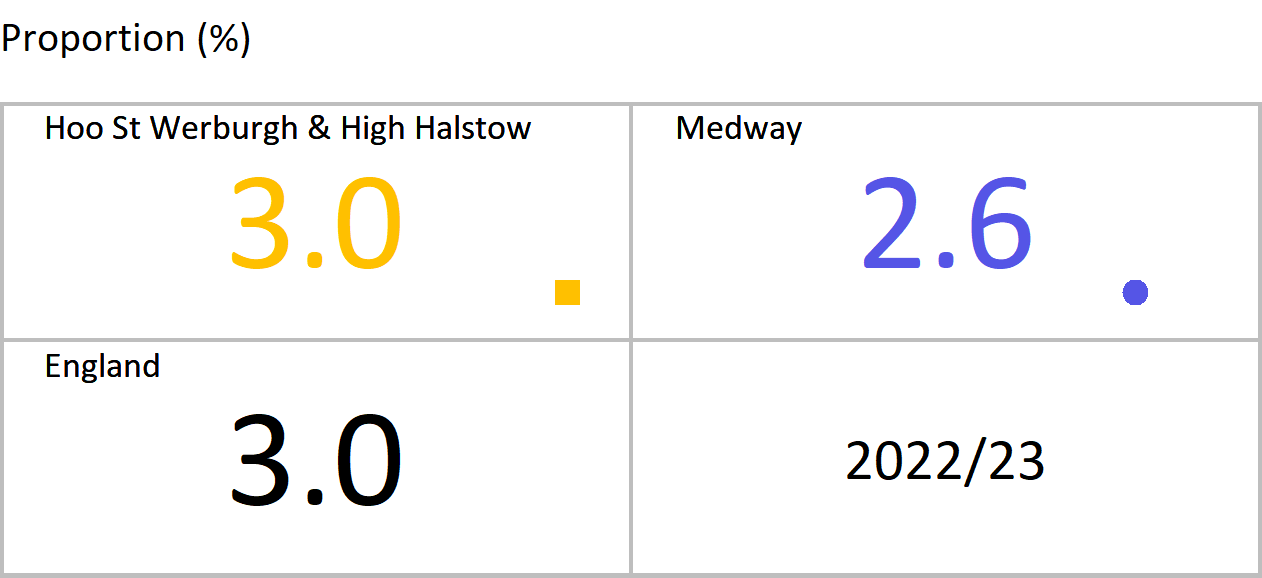 Proportion (%)
Hoo St Werburgh & High Halstow
3.0
Medway
2.6
England
3.0
2022/23